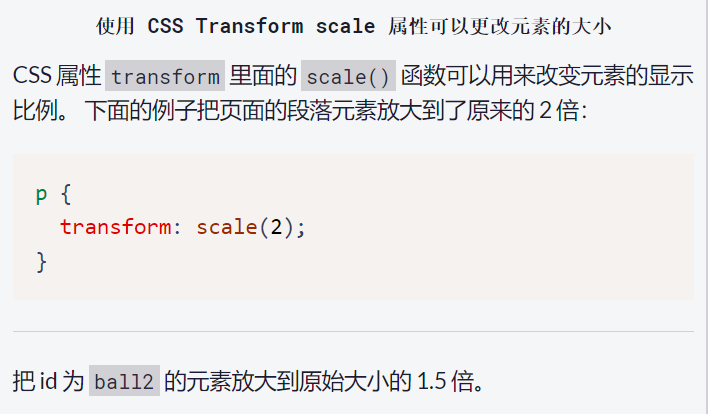 使用 CSS Transform scale 属性可以更改元素的大小
CSS 属性 transform 里面的 scale() 函数可以用来改变元素的显示
比例。 下面的例子把页面的段落元素放大到了原来的 2 倍：
p {
  transform: scale(2);
}
把 id 为 ball2 的元素放大到原始大小的 1.5 倍。